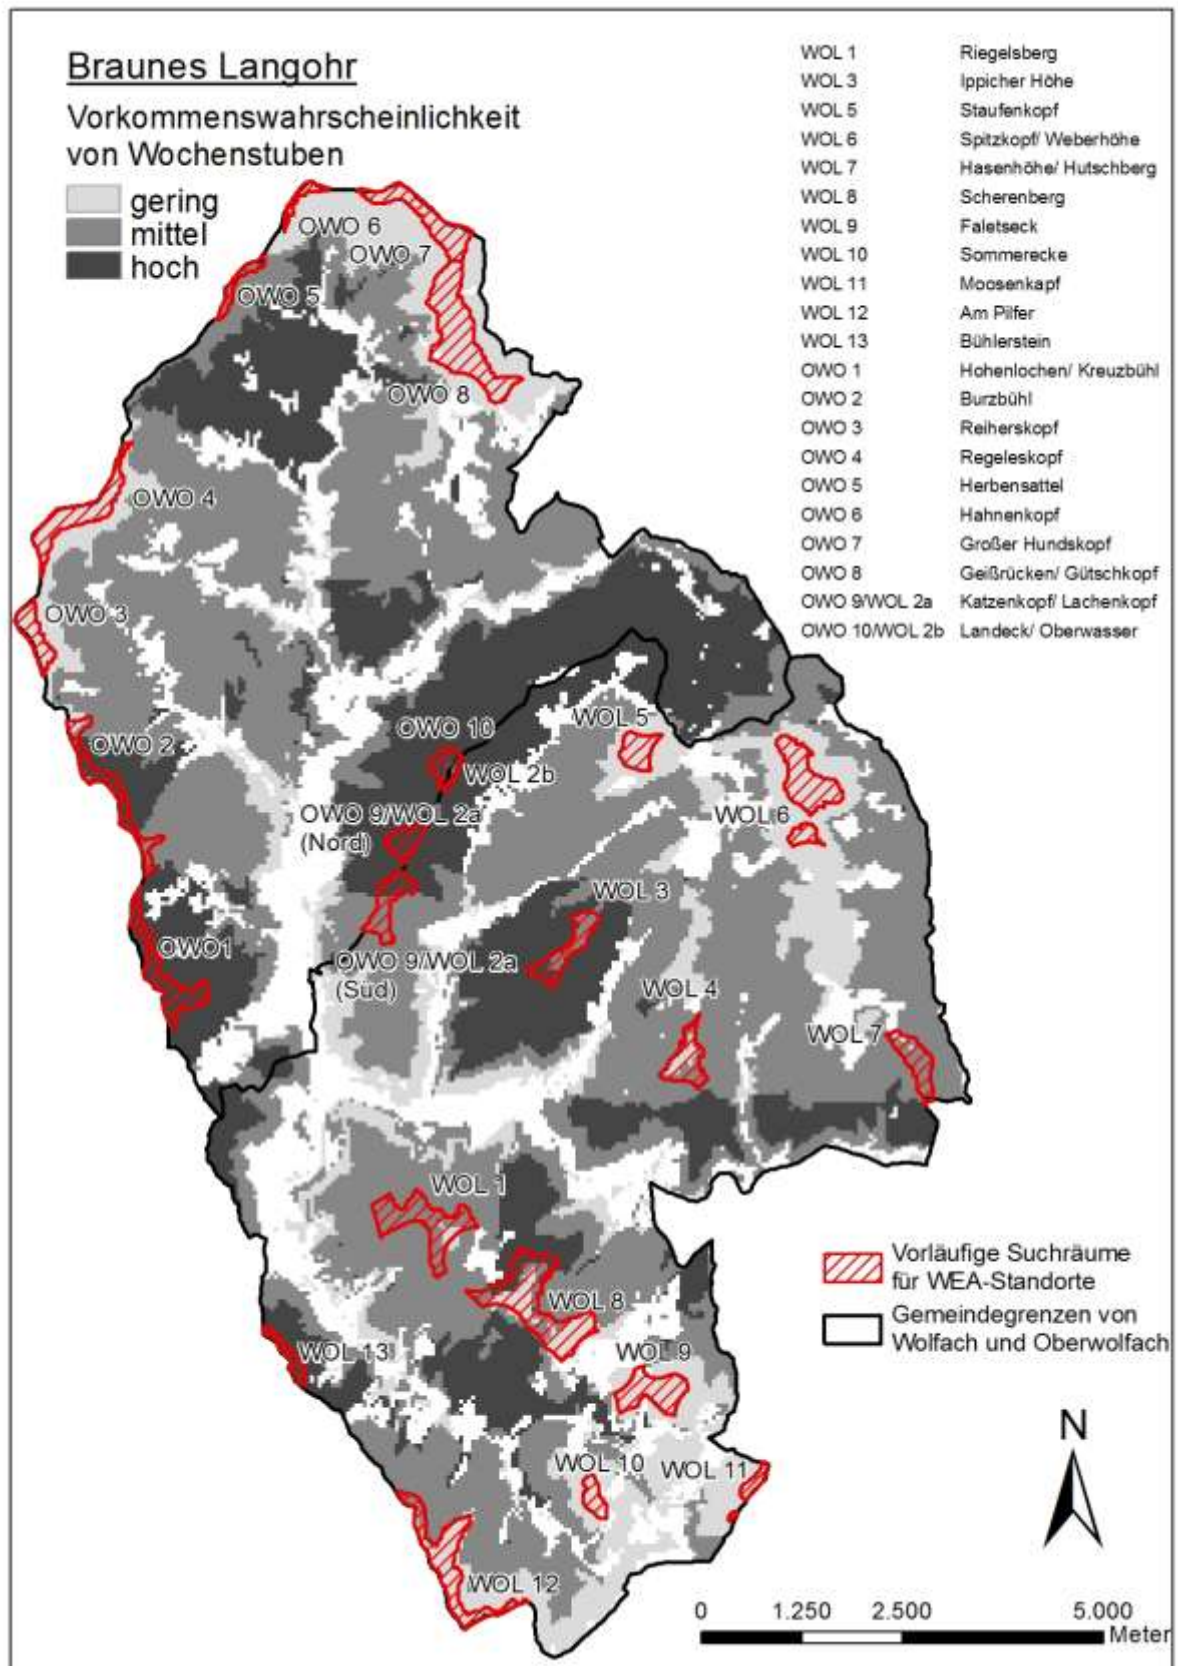 Braunes Langohr
Vorkommenswahrscheinlichkeit
von Wochenstuben
gering
mittel
hoch
WOL 1 Riegelsberg
WOL 3 Ippicher Höhe
WOL 5 Staufenkopf
WOL 6 Spitzkopf/ Weberhöhe
WOL 7 Hasenhöhe/ Hutschberg
WOL 8 Scherenberg
WOL 9 Faletseck
WOL 10 Sommerecke
WOL 11 Moosenkapf
WOL 12 Am Pilfer
WOL 13 Bühlerstein
OWO 1 Hohenlochen/ Kreuzbühl
OWO 2 Burzbühl
OWO 3 Reiherskopf
OWO 4 Regeleskopf
OWO 5 Herbensattel
OWO 6 Hahnenkopf
OWO 7 Großer Hundskopf
OWO 8 Geißrücken/ Gütschkopf
OWO 9/WOL 2a Katzenkopf/ Lachenkopf
OWO 10/WOL 2b Landeck/ Oberwasser
OWO 6
OWO 7
OWO 5
OWO 8
OWO 4
OWO 3
OWO 2
OWO 10
WOL 5
WOL 2b
OWO 9/WOL 2a
(Nord)
WOL 6
WOL 3
OWO1
OWO 9/WOL 2a
(Süd)
WOL 4
WOL 7
WOL 1
WOL 8
WOL 13
WOL 9
WOL 10
WOL 11
WOL 12
Vorläufige Suchräume
für WEA-Standorte
Gemeindegrenzen von
Wolfach und Oberwolfach
N
0 1.250 2.500 5.000
Meter